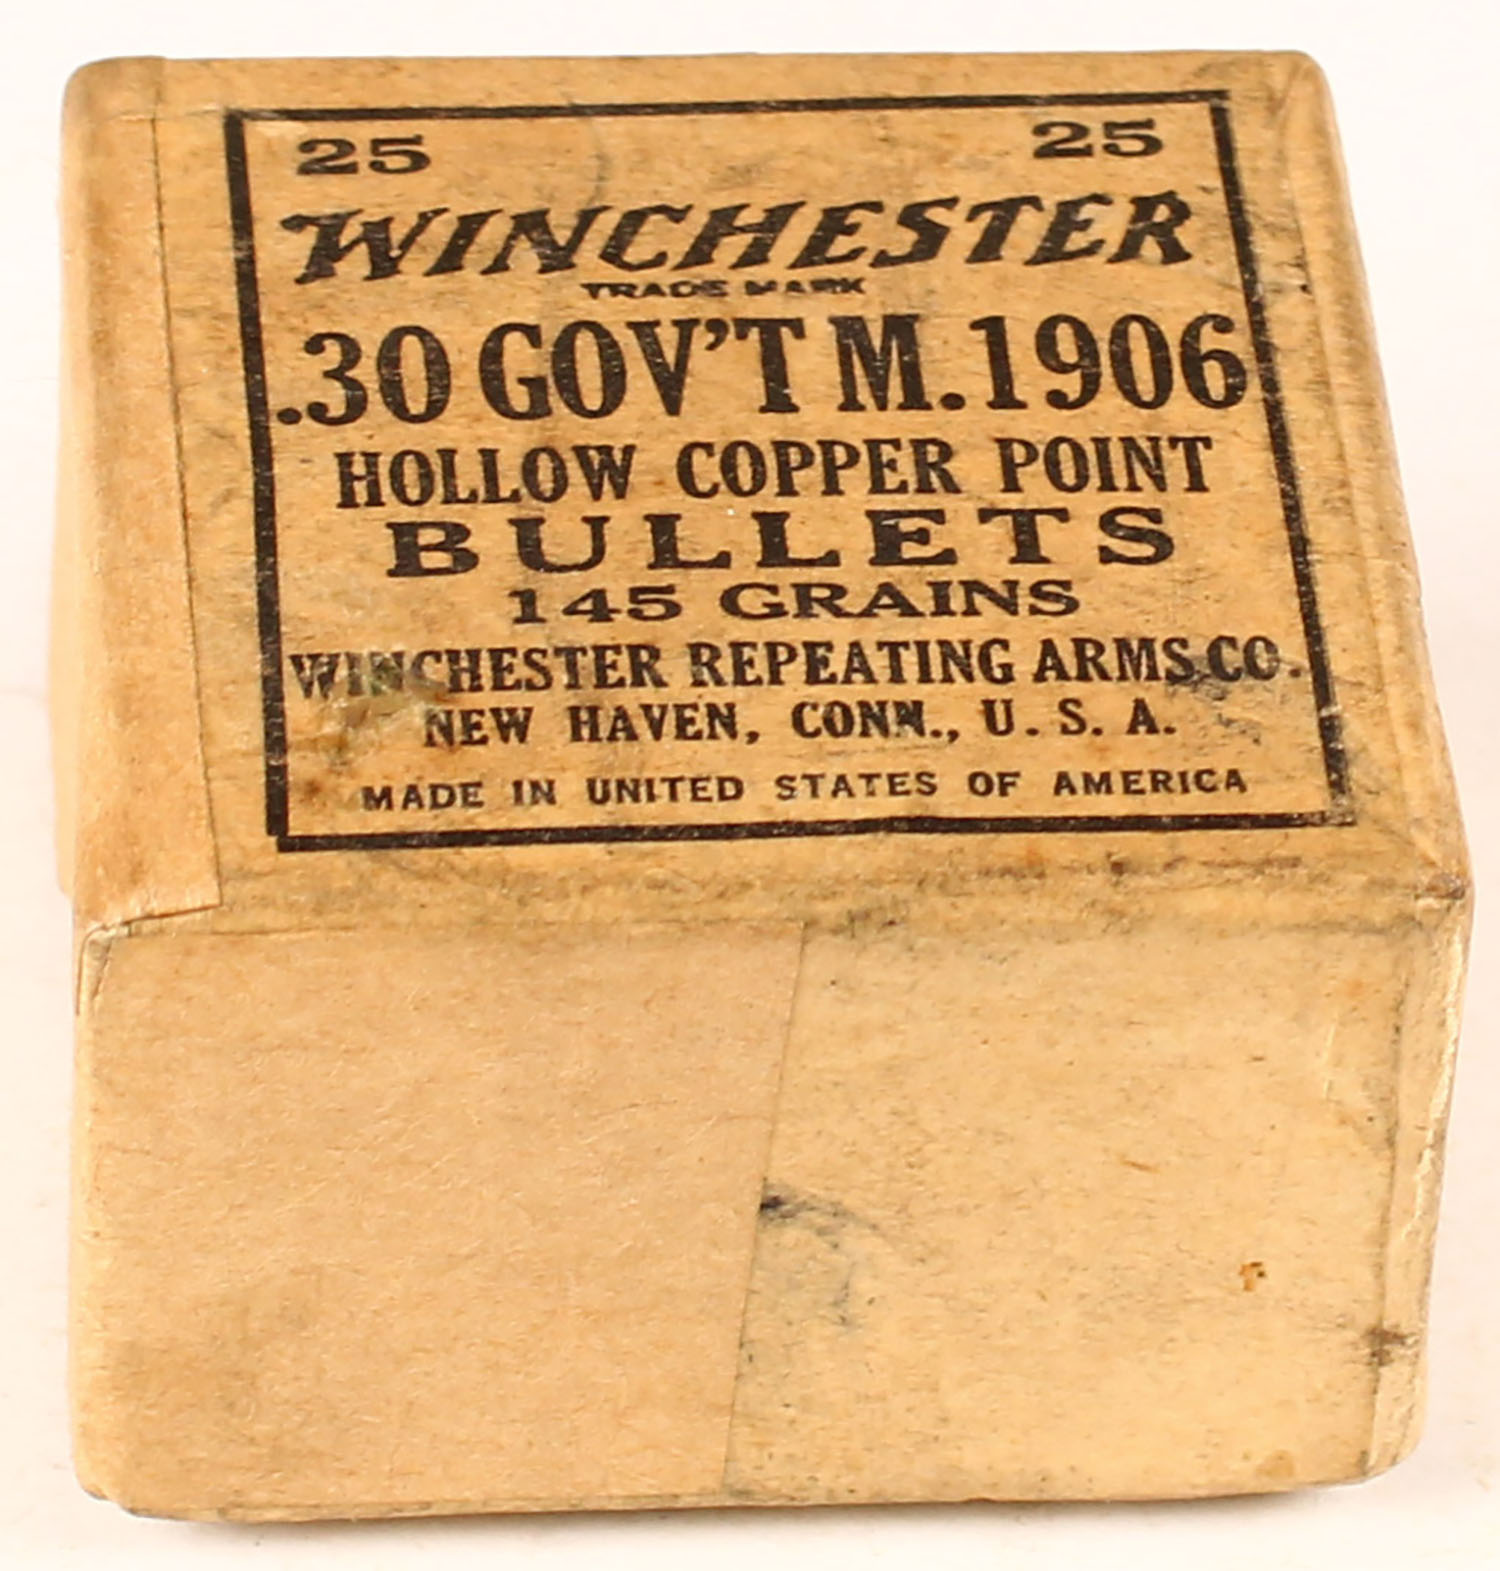 25 25
WINCHESTER
TRADE MARK
.30 GOV'T M.1906
HOLLOW COPPER POINT
BULLETS
145 GRAINS
WINCHESTER REPEATING ARMS CO.
NEW HAVEN, CONN., U.S.A.
MADE IN UNITED STATES OF AMERICA